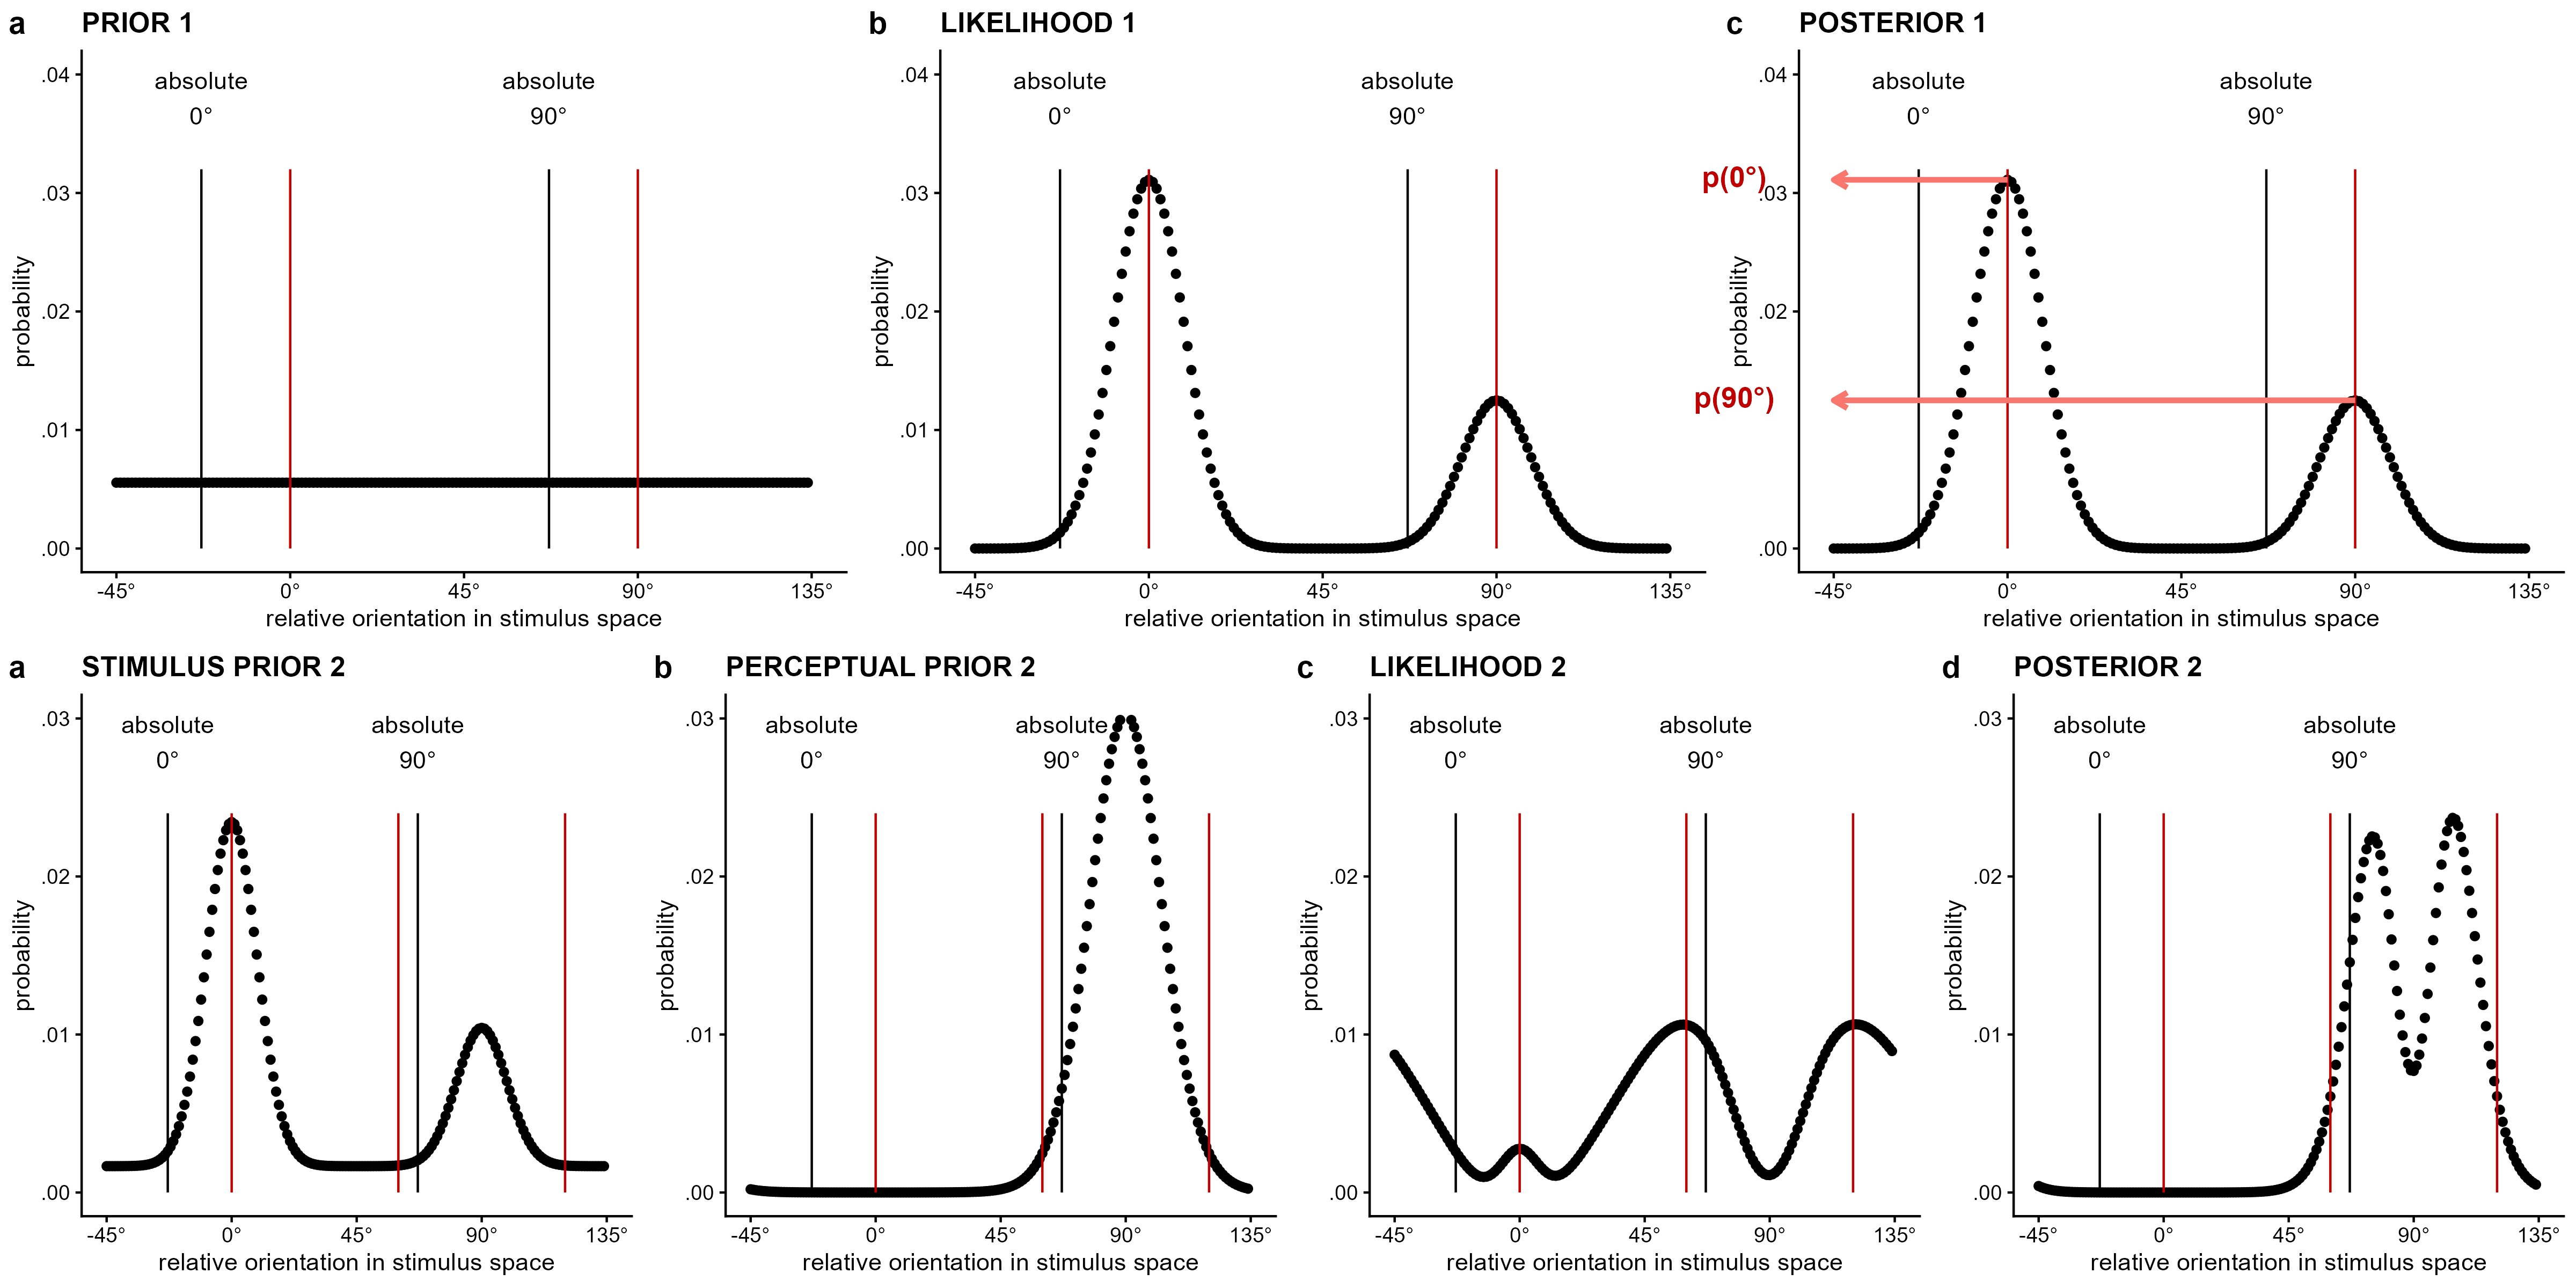 a PRIOR 1
.04
.03
.02
.01
.00
probability
absolute
0°
absolute
90°
-45° 0° 45° 90° 135°
relative orientation in stimulus space
b LIKELIHOOD 1
.04
.03
.02
.01
.00
probability
absolute
0°
absolute
90°
-45° 0° 45° 90° 135°
relative orientation in stimulus space
c POSTERIOR 1
.04
.03
.02
.01
.00
probability
absolute
0°
absolute
90°
p(0°)
p(90°)
-45° 0° 45° 90° 135°
relative orientation in stimulus space
a STIMULUS PRIOR 2
.03
.02
.01
.00
probability
absolute
0°
absolute
90°
-45° 0° 45° 90° 135°
relative orientation in stimulus space
b PERCEPTUAL PRIOR 2
.03
.02
.01
.00
probability
absolute
0°
absolute
90°
-45° 0° 45° 90° 135°
relative orientation in stimulus space
c LIKELIHOOD 2
.03
.02
.01
.00
probability
absolute
0°
absolute
90°
-45° 0° 45° 90° 135°
relative orientation in stimulus space
d POSTERIOR 2
.03
.02
.01
.00
probability
absolute
0°
absolute
90°
-45° 0° 45° 90° 135°
relative orientation in stimulus space